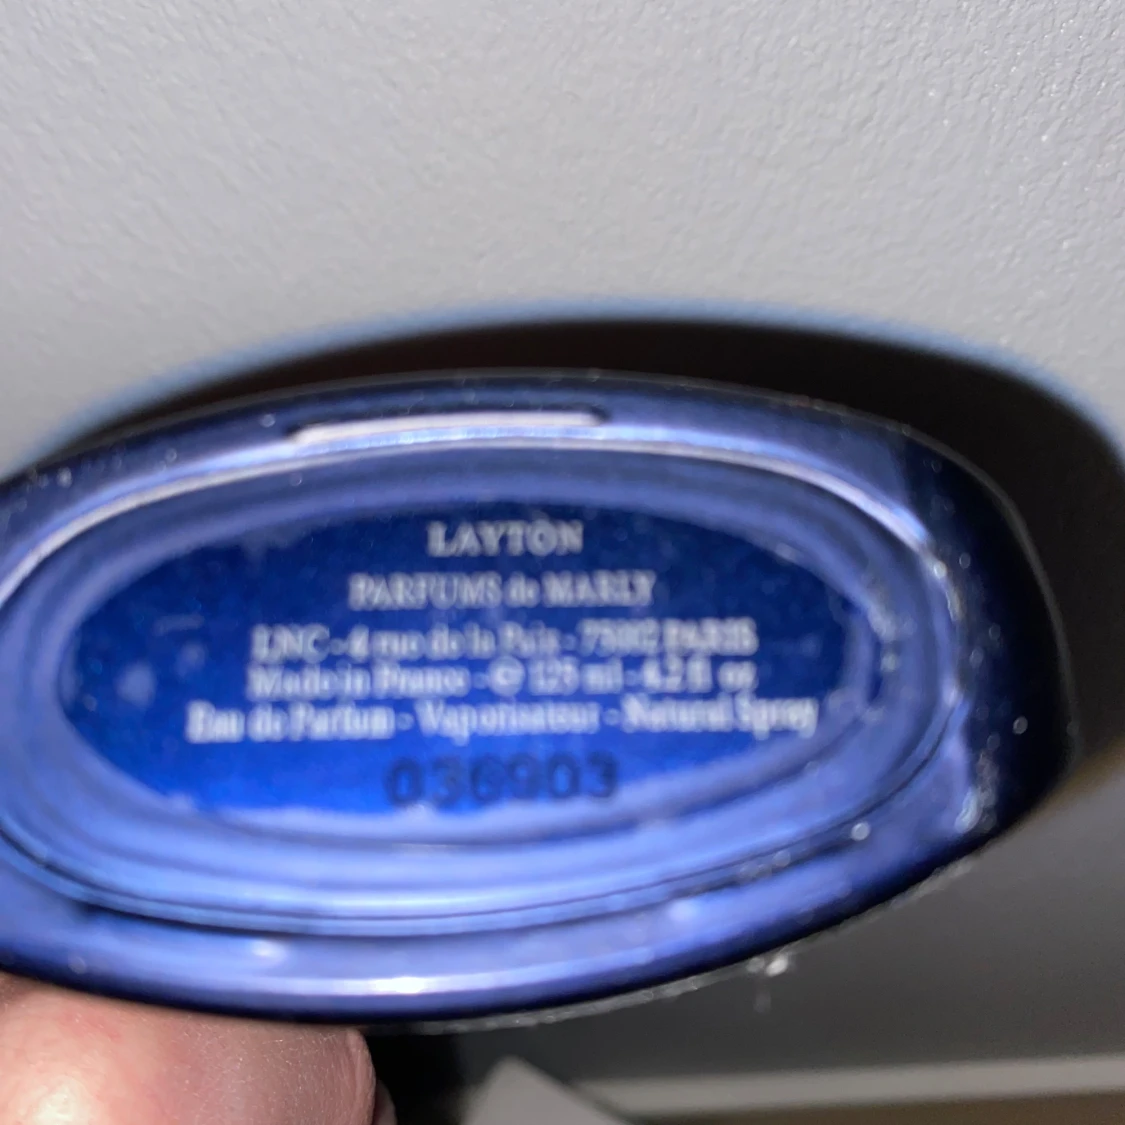 LAYTON
PARFUMS de MARLY
LNC - 4 rue de la Paix - 75002 PARIS
Made in France - 125 ml - 4.2 fl. oz
Eau de Parfum - Vaporisateur - Natural Spray
036903